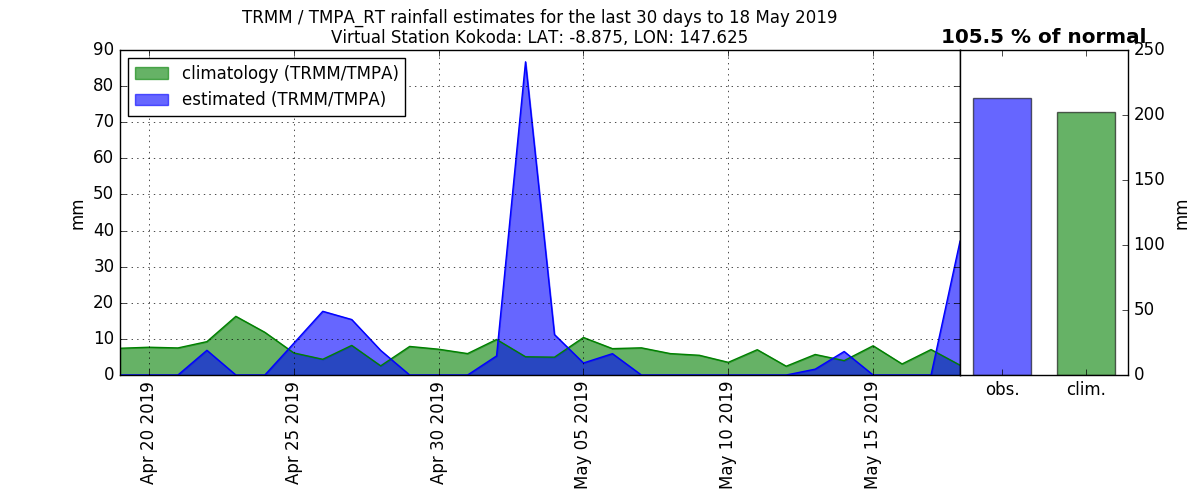 TRMM / TMPA_RT rainfall estimates for the last 30 days to 18 May 2019
Virtual Station Kokoda: LAT: -8.875, LON: 147.625
105.5 % of normal
climatology (TRMM/TMPA)
estimated (TRMM/TMPA)
90
80
70
60
50
40
30
20
10
0
mm
Apr 20 2019
Apr 25 2019
Apr 30 2019
May 05 2019
May 10 2019
May 15 2019
250
200
150
100
50
0
mm
obs.
clim.